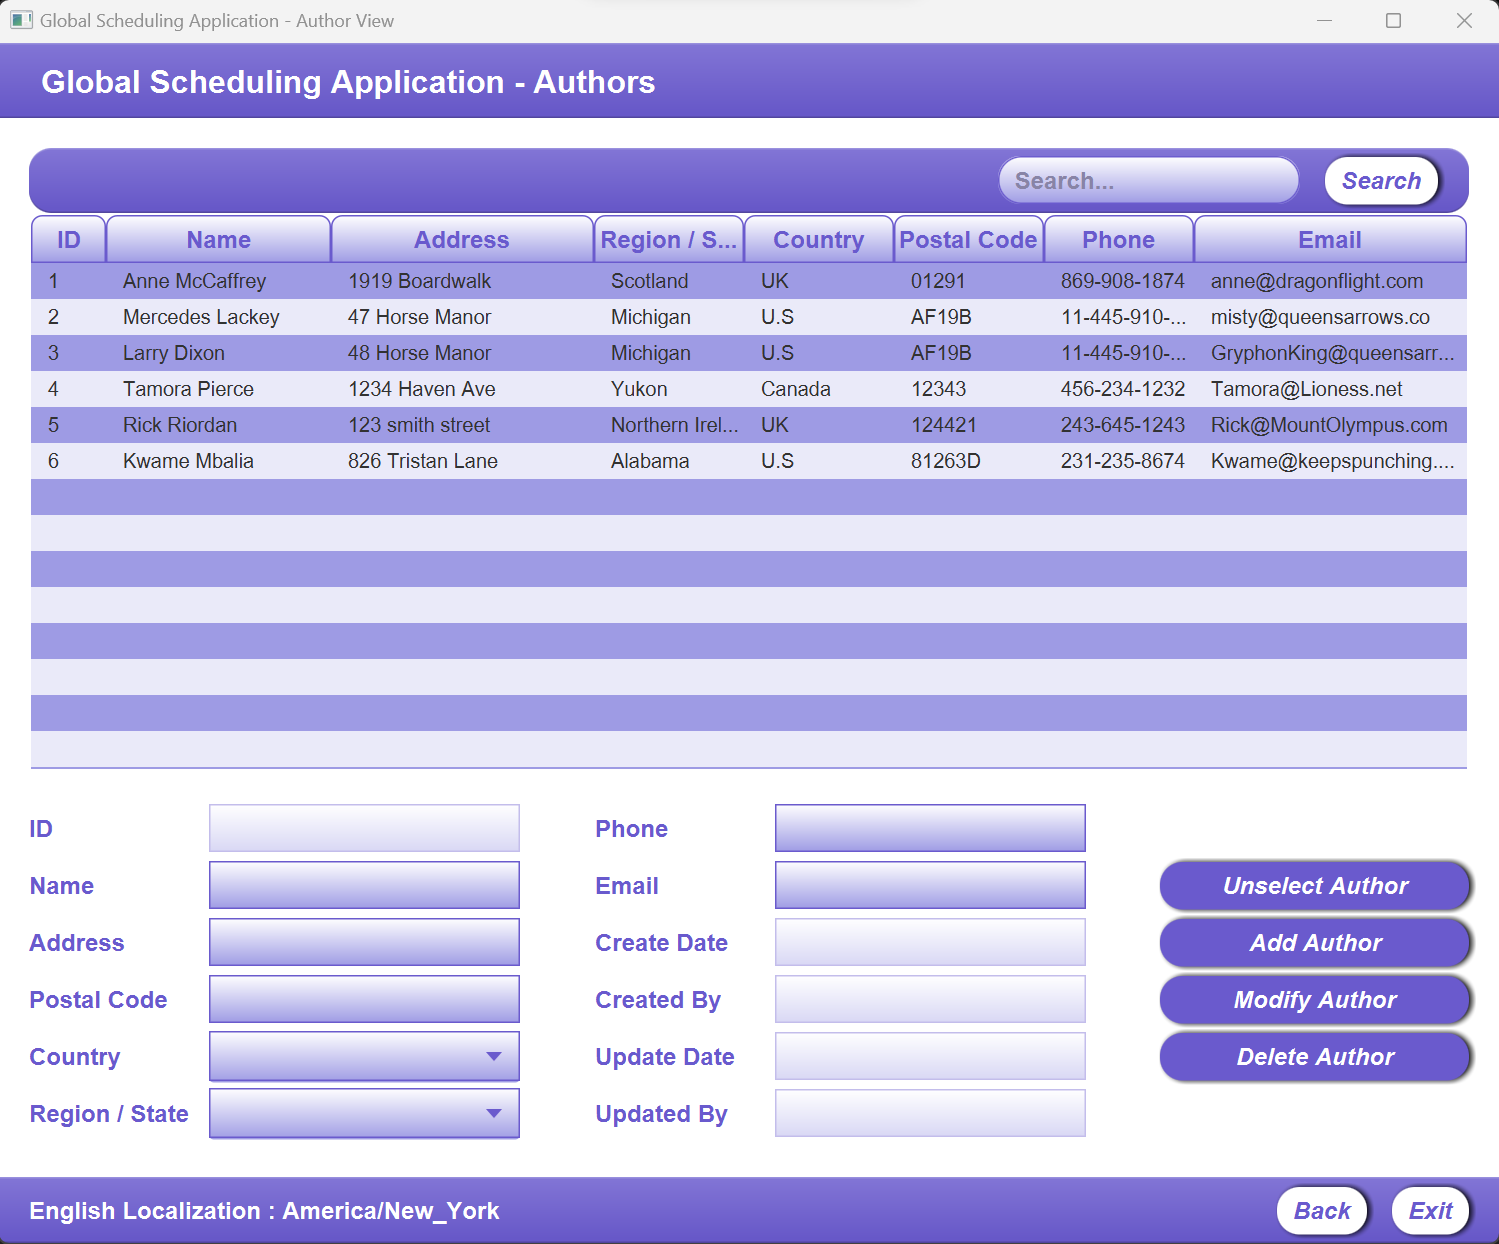 Global Scheduling Application - Author View
Global Scheduling Application - Authors
Search... Search
ID Name Address Region / S... Country Postal Code Phone Email
1 Anne McCaffrey 1919 Boardwalk Scotland UK 01291 869-908-1874 anne@dragonflight.com
2 Mercedes Lackey 47 Horse Manor Michigan U.S AF19B 11-445-910-... misty@queensarrows.co
3 Larry Dixon 48 Horse Manor Michigan U.S AF19B 11-445-910-... GryphonKing@queensarr...
4 Tamora Pierce 1234 Haven Ave Yukon Canada 12343 456-234-1232 Tamora@Lioness.net
5 Rick Riordan 123 smith street Northern Irel... UK 124421 243-645-1243 Rick@MountOlympus.com
6 Kwame Mbalia 826 Tristan Lane Alabama U.S 81263D 231-235-8674 Kwame@keepspunching....
ID Phone
Name Email Unselect Author
Address Create Date Add Author
Postal Code Created By Modify Author
Country Update Date Delete Author
Region / State Updated By
English Localization : America/New_York Back Exit